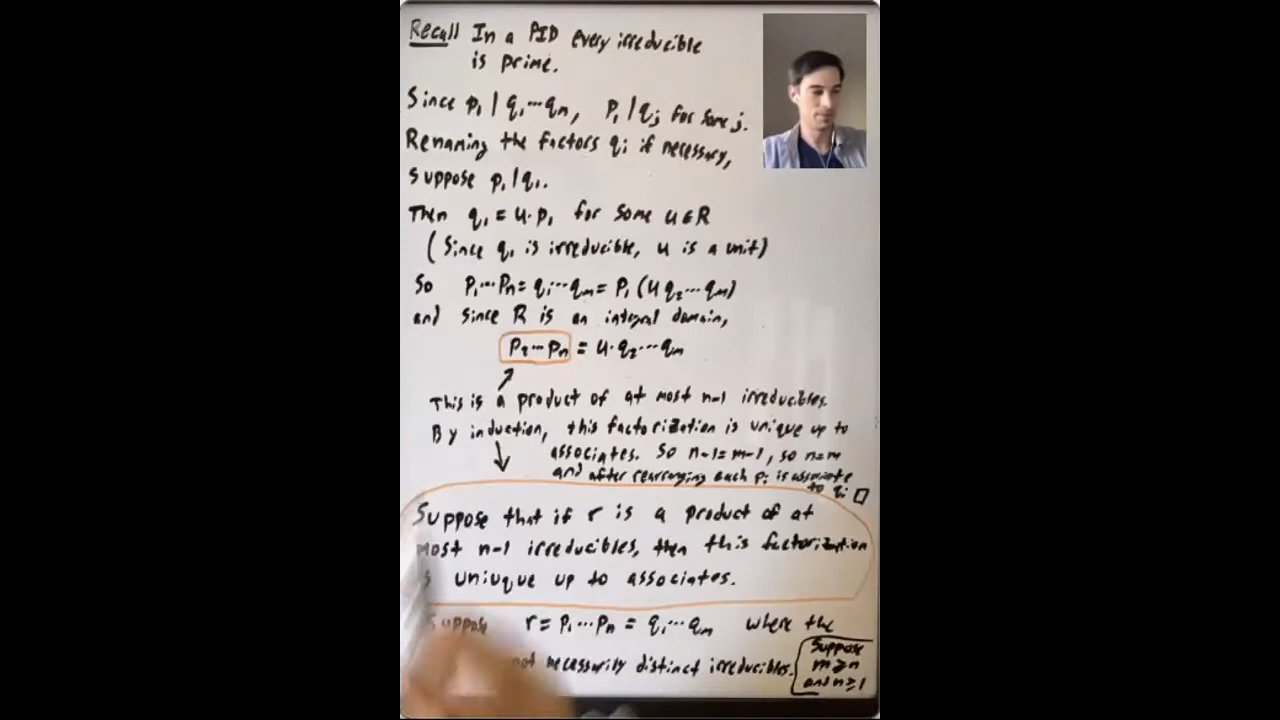 Recall In a PID every irreducible
is prime.
Since p₁ | q₁…qₘ, p₁ | qⱼ for some j.
Renaming the factors qᵢ if necessary,
suppose p₁ | q₁.
Then q₁ = u·p₁ for some u ∈ R
(since q₁ is irreducible, u is a unit)
So p₁…pₙ = q₁…qₘ = p₁ (u q₂…qₘ)
and since R is an integral domain,
p₂…pₙ = u·q₂…qₘ
This is a product of at most n-1 irreducibles.
By induction, this factorization is unique up to
associates. So n-1=m-1, so n=m
and after rearranging each pᵢ is associate
to qᵢ □
Suppose that if r is a product of at
most n-1 irreducibles, then this factorization
is uniuque up to associates.
Suppose r = p₁…pₙ = q₁…qₘ where the
not necessarily distinct irreducibles.
Suppose
m ≥ n
and n ≥ 1